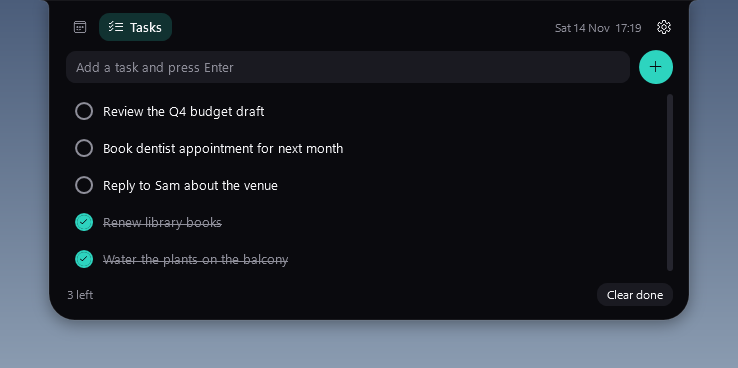 Tasks
Sat 14 Nov 17:19
Add a task and press Enter
Review the Q4 budget draft
Book dentist appointment for next month
Reply to Sam about the venue
Renew library books
Water the plants on the balcony
3 left
Clear done